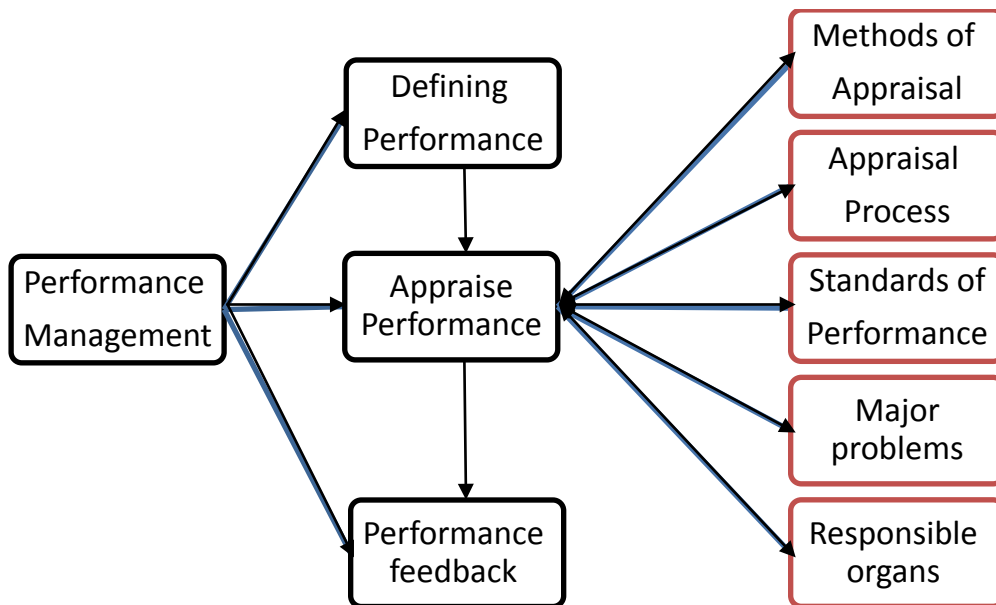 Performance
Management
Defining
Performance
Appraise
Performance
Performance
feedback
Methods of
Appraisal
Appraisal
Process
Standards of
Performance
Major
problems
Responsible
organs